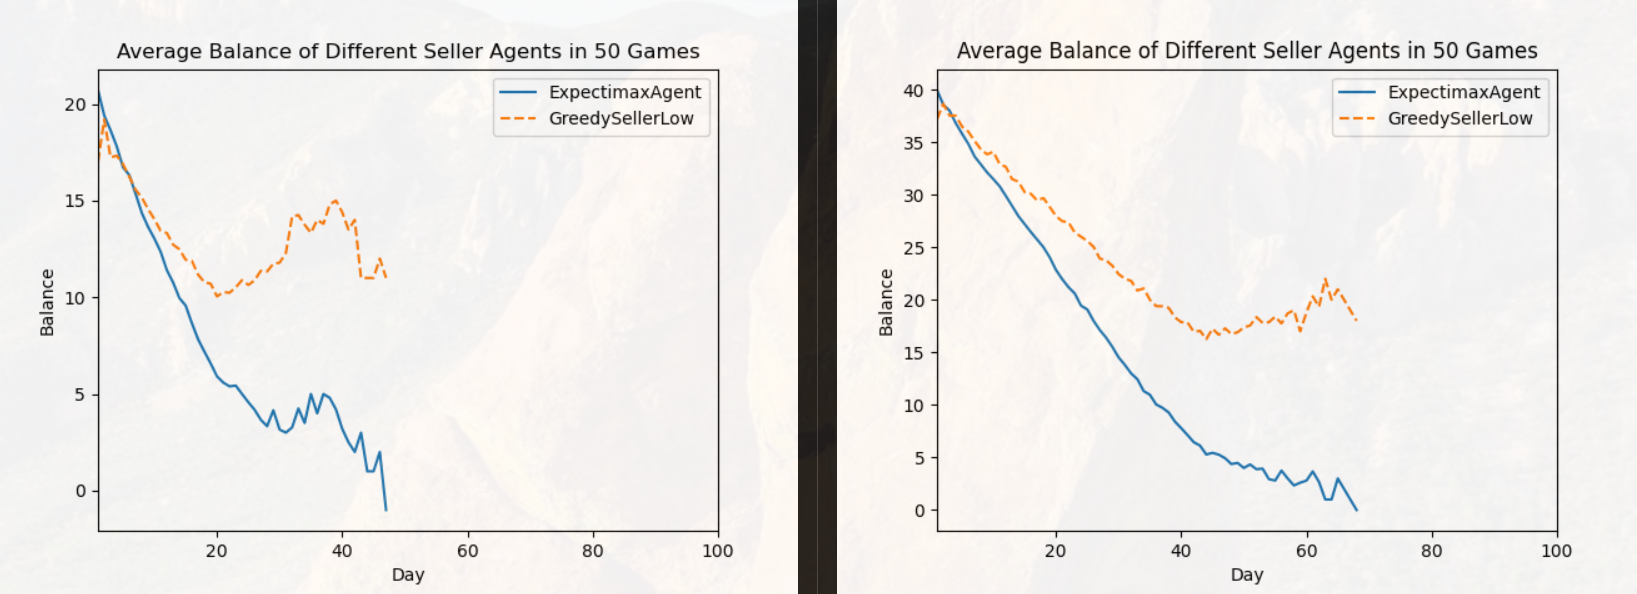 Average Balance of Different Seller Agents in 50 Games
ExpectimaxAgent
GreedySellerLow
20
15
10
5
0
Balance
20 40 60 80 100
Day
Average Balance of Different Seller Agents in 50 Games
ExpectimaxAgent
GreedySellerLow
40
35
30
25
20
15
10
5
0
Balance
20 40 60 80 100
Day